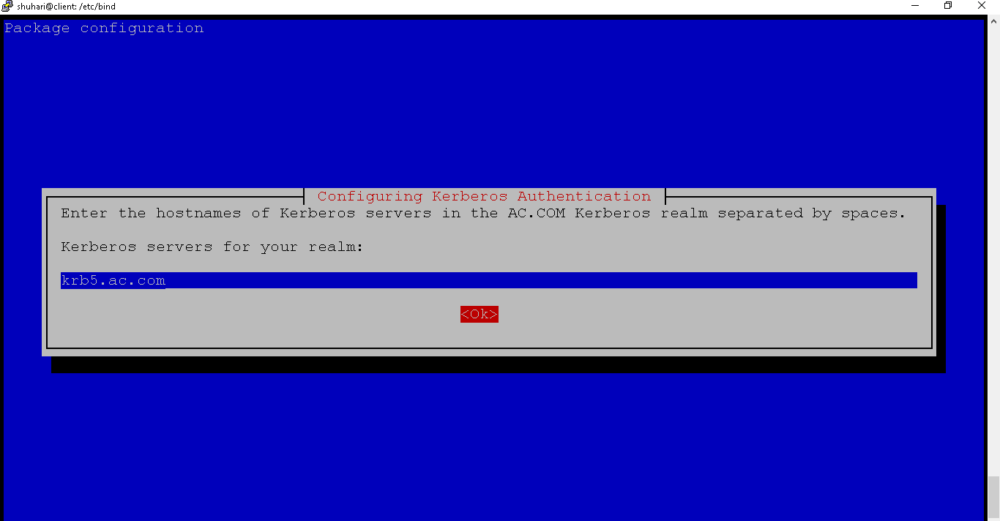 shuhari@client: /etc/bind
Package configuration
Configuring Kerberos Authentication
Enter the hostnames of Kerberos servers in the AC.COM Kerberos realm separated by spaces.
Kerberos servers for your realm:
krb5.ac.com
<Ok>